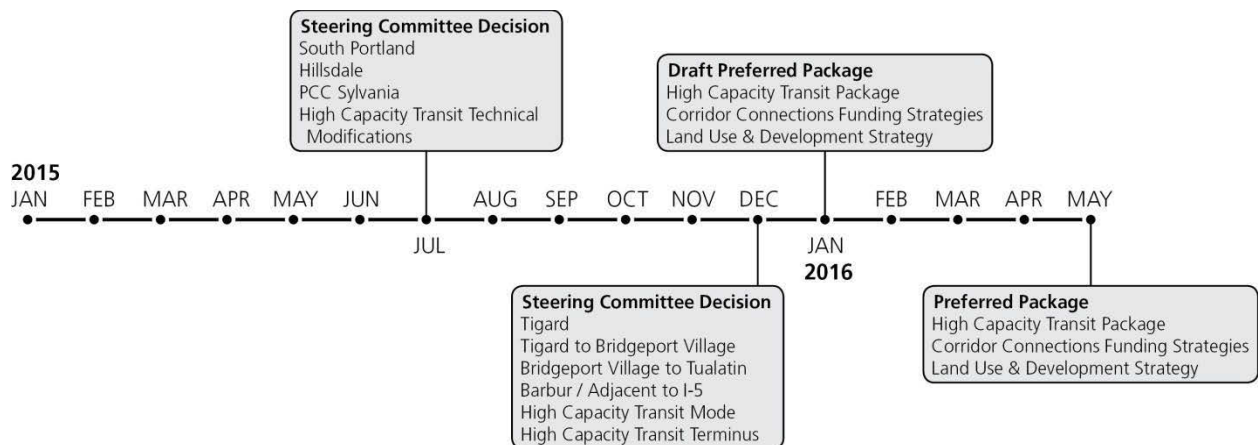 Steering Committee Decision
South Portland
Hillsdale
PCC Sylvania
High Capacity Transit Technical
Modifications
Draft Preferred Package
High Capacity Transit Package
Corridor Connections Funding Strategies
Land Use & Development Strategy
2015
JAN FEB MAR APR MAY JUN AUG SEP OCT NOV DEC FEB MAR APR MAY
JUL JAN
2016
Steering Committee Decision
Tigard
Tigard to Bridgeport Village
Bridgeport Village to Tualatin
Barbur / Adjacent to I-5
High Capacity Transit Mode
High Capacity Transit Terminus
Preferred Package
High Capacity Transit Package
Corridor Connections Funding Strategies
Land Use & Development Strategy